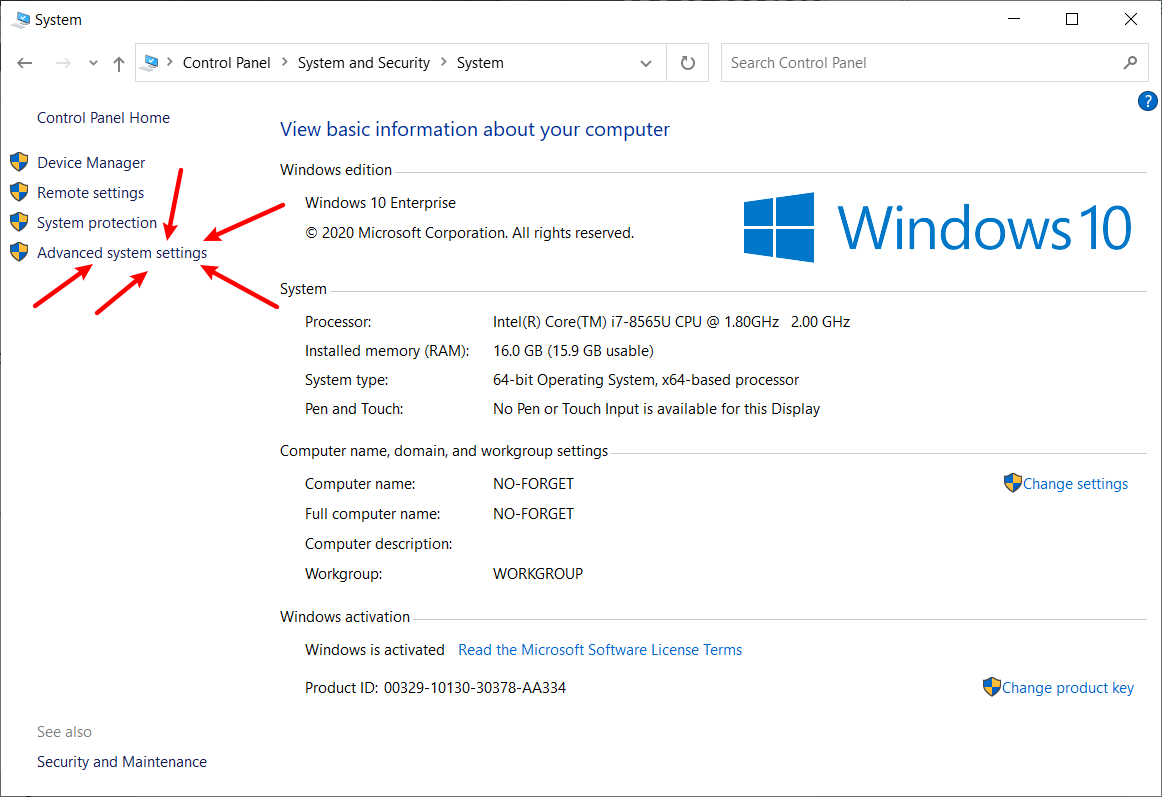 System
Control Panel System and Security System
Search Control Panel
?
Control Panel Home
Device Manager
Remote settings
System protection
Advanced system settings
View basic information about your computer
Windows edition
Windows 10 Enterprise
© 2020 Microsoft Corporation. All rights reserved.
Windows 10
System
Processor: Intel(R) Core(TM) i7-8565U CPU @ 1.80GHz 2.00 GHz
Installed memory (RAM): 16.0 GB (15.9 GB usable)
System type: 64-bit Operating System, x64-based processor
Pen and Touch: No Pen or Touch Input is available for this Display
Computer name, domain, and workgroup settings
Computer name: NO-FORGET Change settings
Full computer name: NO-FORGET
Computer description:
Workgroup: WORKGROUP
Windows activation
Windows is activated Read the Microsoft Software License Terms
Product ID: 00329-10130-30378-AA334 Change product key
See also
Security and Maintenance